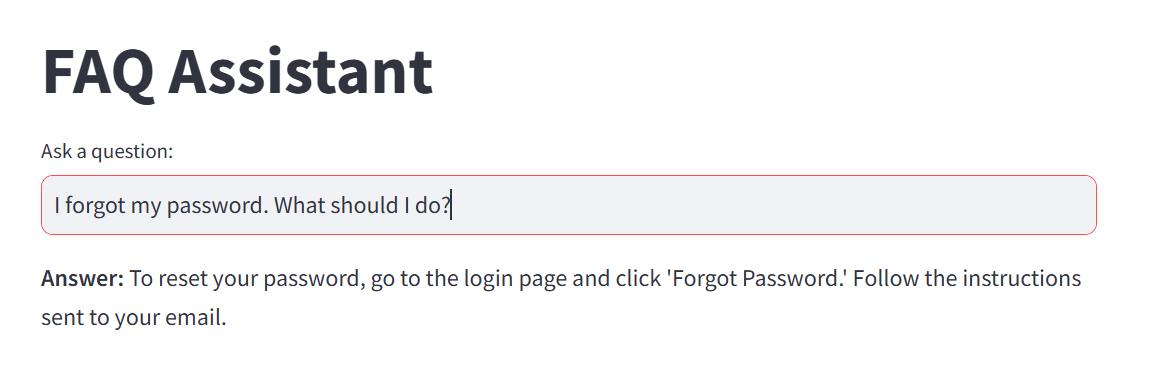 FAQ Assistant
Ask a question:
I forgot my password. What should I do?
Answer: To reset your password, go to the login page and click 'Forgot Password.' Follow the instructions
sent to your email.